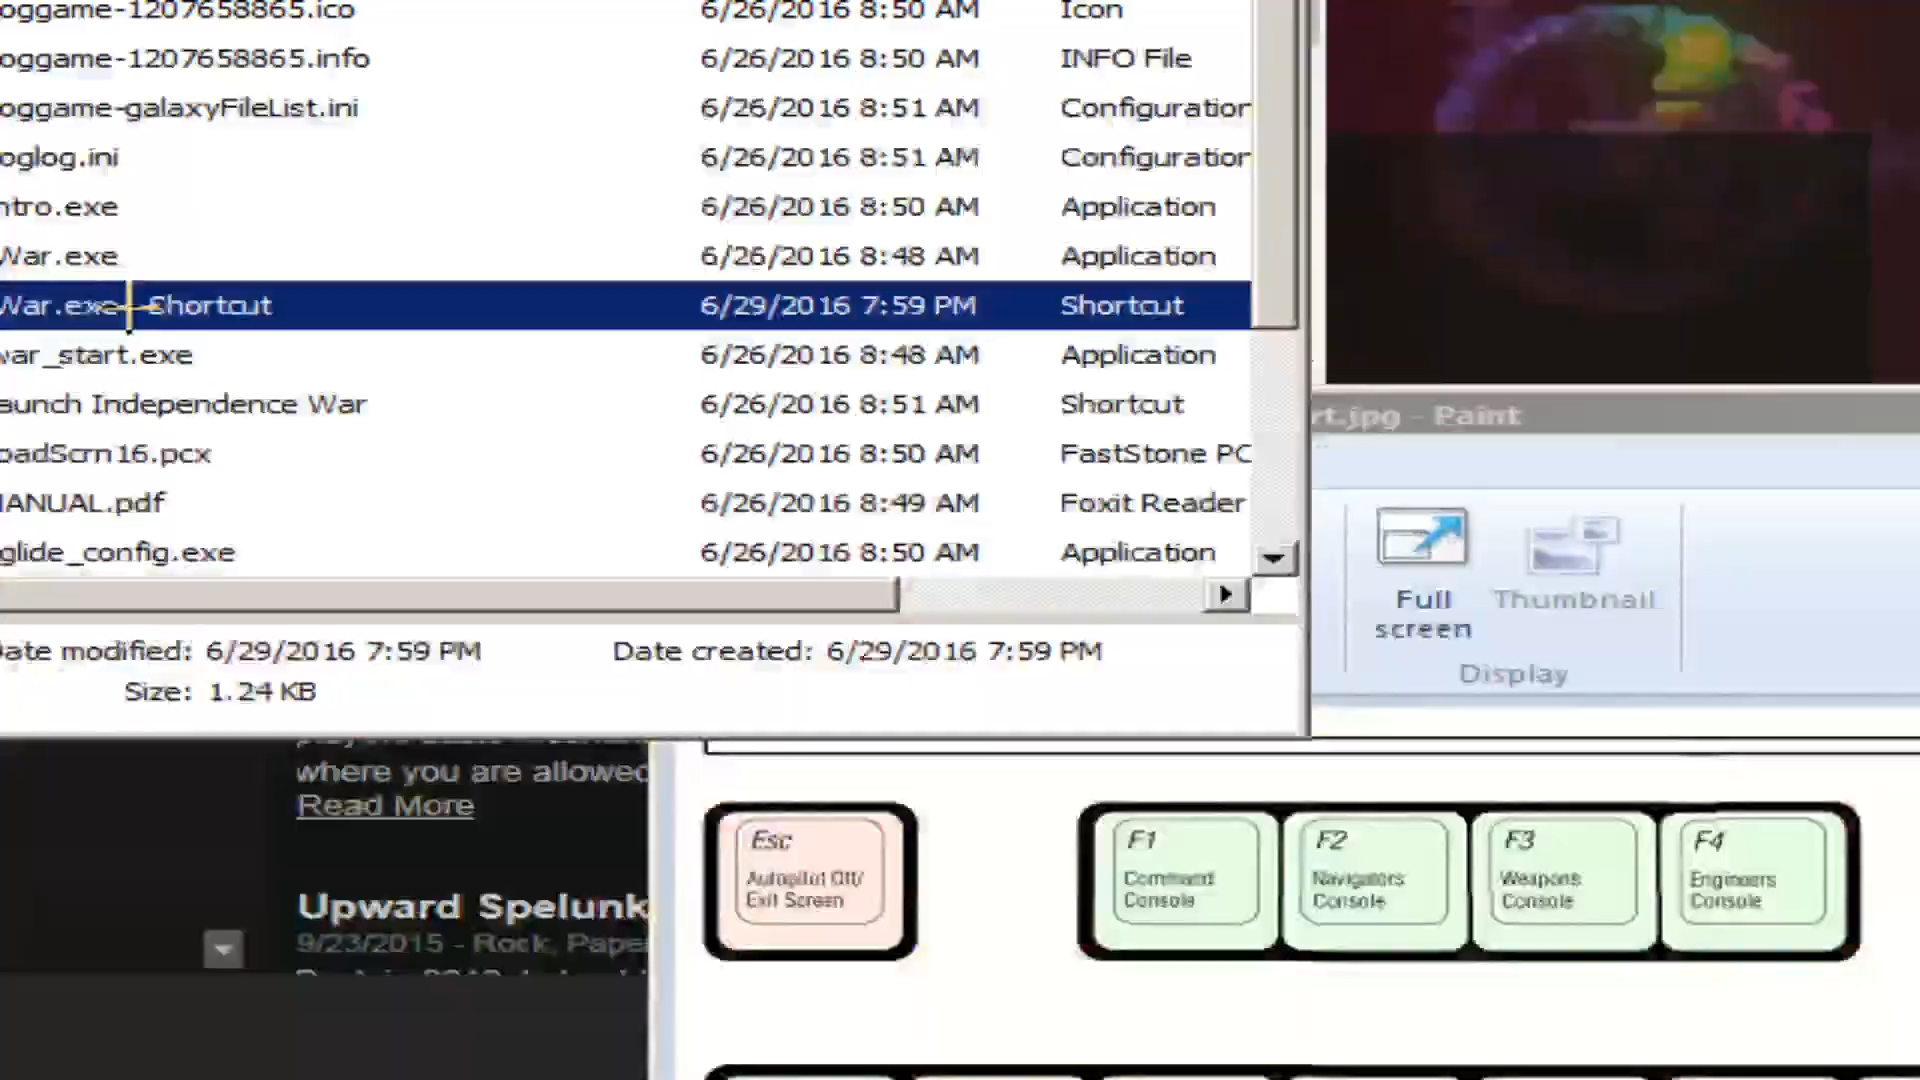 oggame-1207658865.ico 6/26/2016 8:50 AM Icon
oggame-1207658865.info 6/26/2016 8:50 AM INFO File
oggame-galaxyFileList.ini 6/26/2016 8:51 AM Configuration
oglog.ini 6/26/2016 8:51 AM Configuration
ntro.exe 6/26/2016 8:50 AM Application
War.exe 6/26/2016 8:48 AM Application
War.exe - Shortcut 6/29/2016 7:59 PM Shortcut
war_start.exe 6/26/2016 8:48 AM Application
aunch Independence War 6/26/2016 8:51 AM Shortcut
oadScrn16.pcx 6/26/2016 8:50 AM FastStone PC
MANUAL.pdf 6/26/2016 8:49 AM Foxit Reader
glide_config.exe 6/26/2016 8:50 AM Application
Date modified: 6/29/2016 7:59 PM Date created: 6/29/2016 7:59 PM
Size: 1.24 KB
rt.jpg - Paint
Full
screen
Thumbnail
Display
where you are allowed
Read More
Upward Spelunk
9/23/2015 - Rock, Pape
Esc
Autopilot Off/
Exit Screen
F1
Command
Console
F2
Navigators
Console
F3
Weapons
Console
F4
Engineers
Console